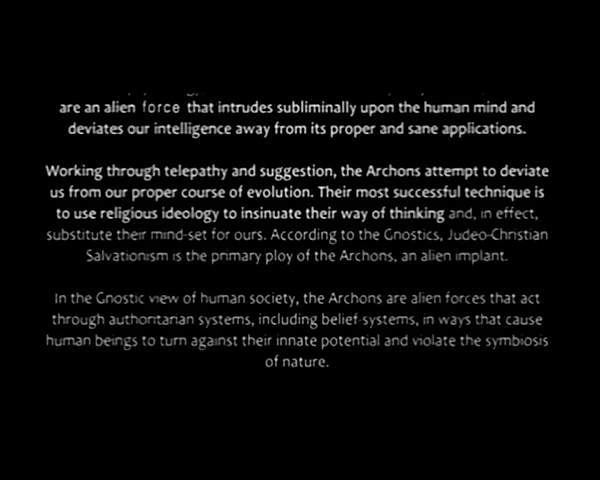 are an alien force that intrudes subliminally upon the human mind and
deviates our intelligence away from its proper and sane applications.
Working through telepathy and suggestion, the Archons attempt to deviate
us from our proper course of evolution. Their most successful technique is
to use religious ideology to insinuate their way of thinking and, in effect,
substitute their mind-set for ours. According to the Gnostics, Judeo-Christian
Salvationism is the primary ploy of the Archons, an alien implant.
In the Gnostic view of human society, the Archons are alien forces that act
through authoritarian systems, including belief-systems, in ways that cause
human beings to turn against their innate potential and violate the symbiosis
of nature.